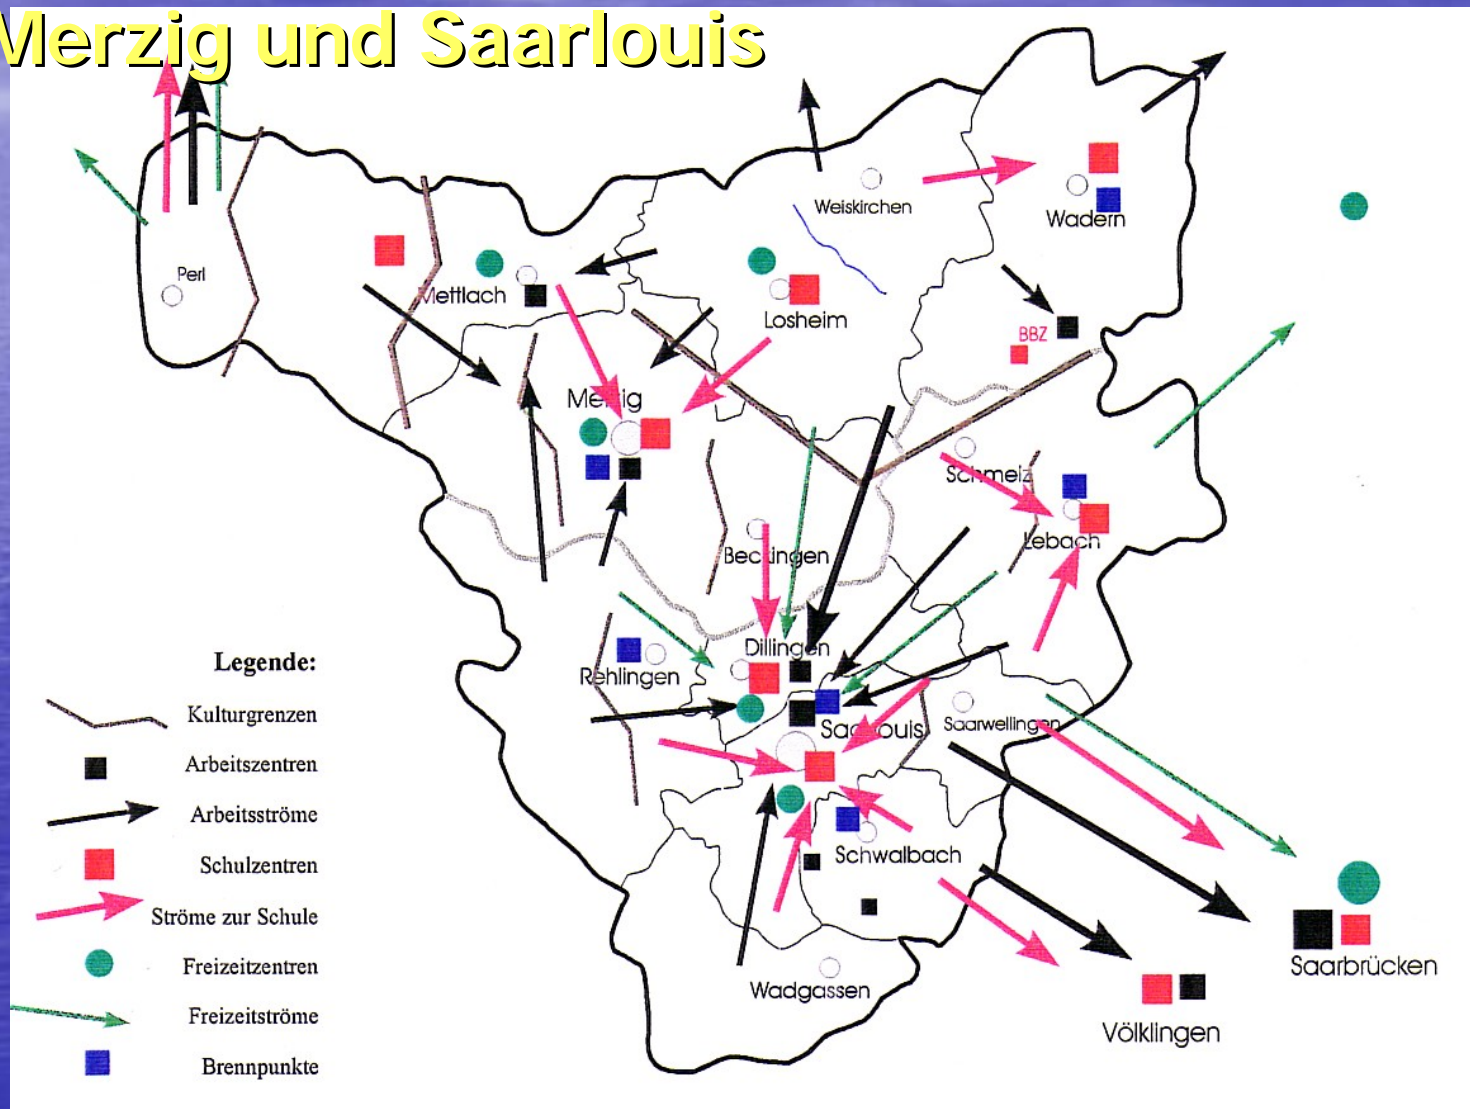 Merzig und Saarlouis
Perl
Mettlach
Weiskirchen
Wadern
Losheim
BBZ
Merzig
Schmelz
Lebach
Beckingen
Dillingen
Rehlingen
Saarlouis
Saarwellingen
Schwalbach
Wadgassen
Saarbrücken
Völklingen
Legende:
Kulturgrenzen
Arbeitszentren
Arbeitsströme
Schulzentren
Ströme zur Schule
Freizeitzentren
Freizeitströme
Brennpunkte